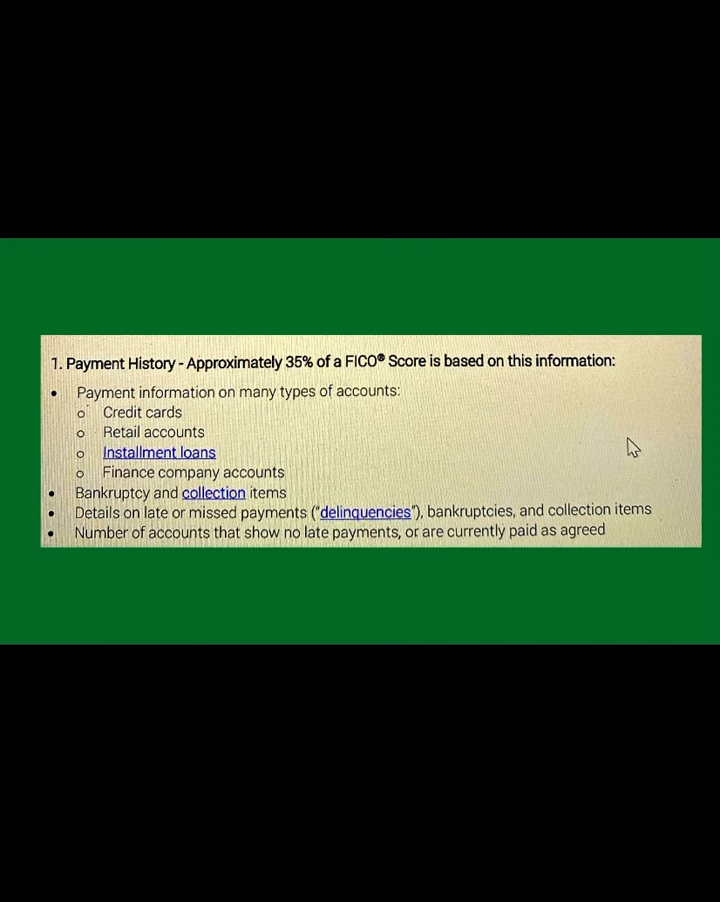 1. Payment History - Approximately 35% of a FICO® Score is based on this information:
• Payment information on many types of accounts:
o Credit cards
o Retail accounts
o Installment loans
o Finance company accounts
• Bankruptcy and collection items
• Details on late or missed payments ("delinquencies"), bankruptcies, and collection items
• Number of accounts that show no late payments, or are currently paid as agreed